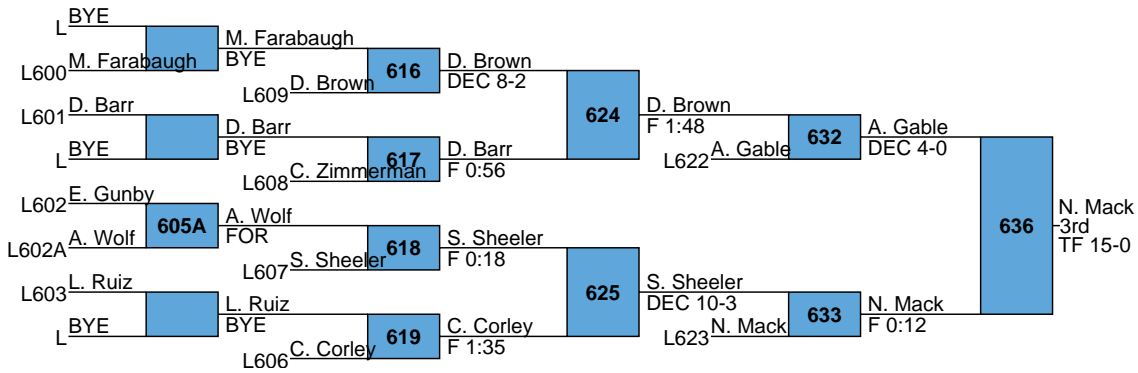 L BYE
L600 M. Farabaugh
M. Farabaugh
BYE
L609 D. Brown
616
D. Brown
DEC 8-2
L601 D. Barr
L BYE
D. Barr
BYE
L608 C. Zimmerman
617
D. Barr
F 0:56
624
D. Brown
F 1:48
L622 A. Gable
632
A. Gable
DEC 4-0
L602 E. Gunby
L602A A. Wolf
605A
A. Wolf
FOR
L607 S. Sheeler
618
S. Sheeler
F 0:18
L603 L. Ruiz
L BYE
L. Ruiz
BYE
L606 C. Corley
619
C. Corley
F 1:35
625
S. Sheeler
DEC 10-3
L623 N. Mack
633
N. Mack
F 0:12
636
N. Mack
3rd
TF 15-0